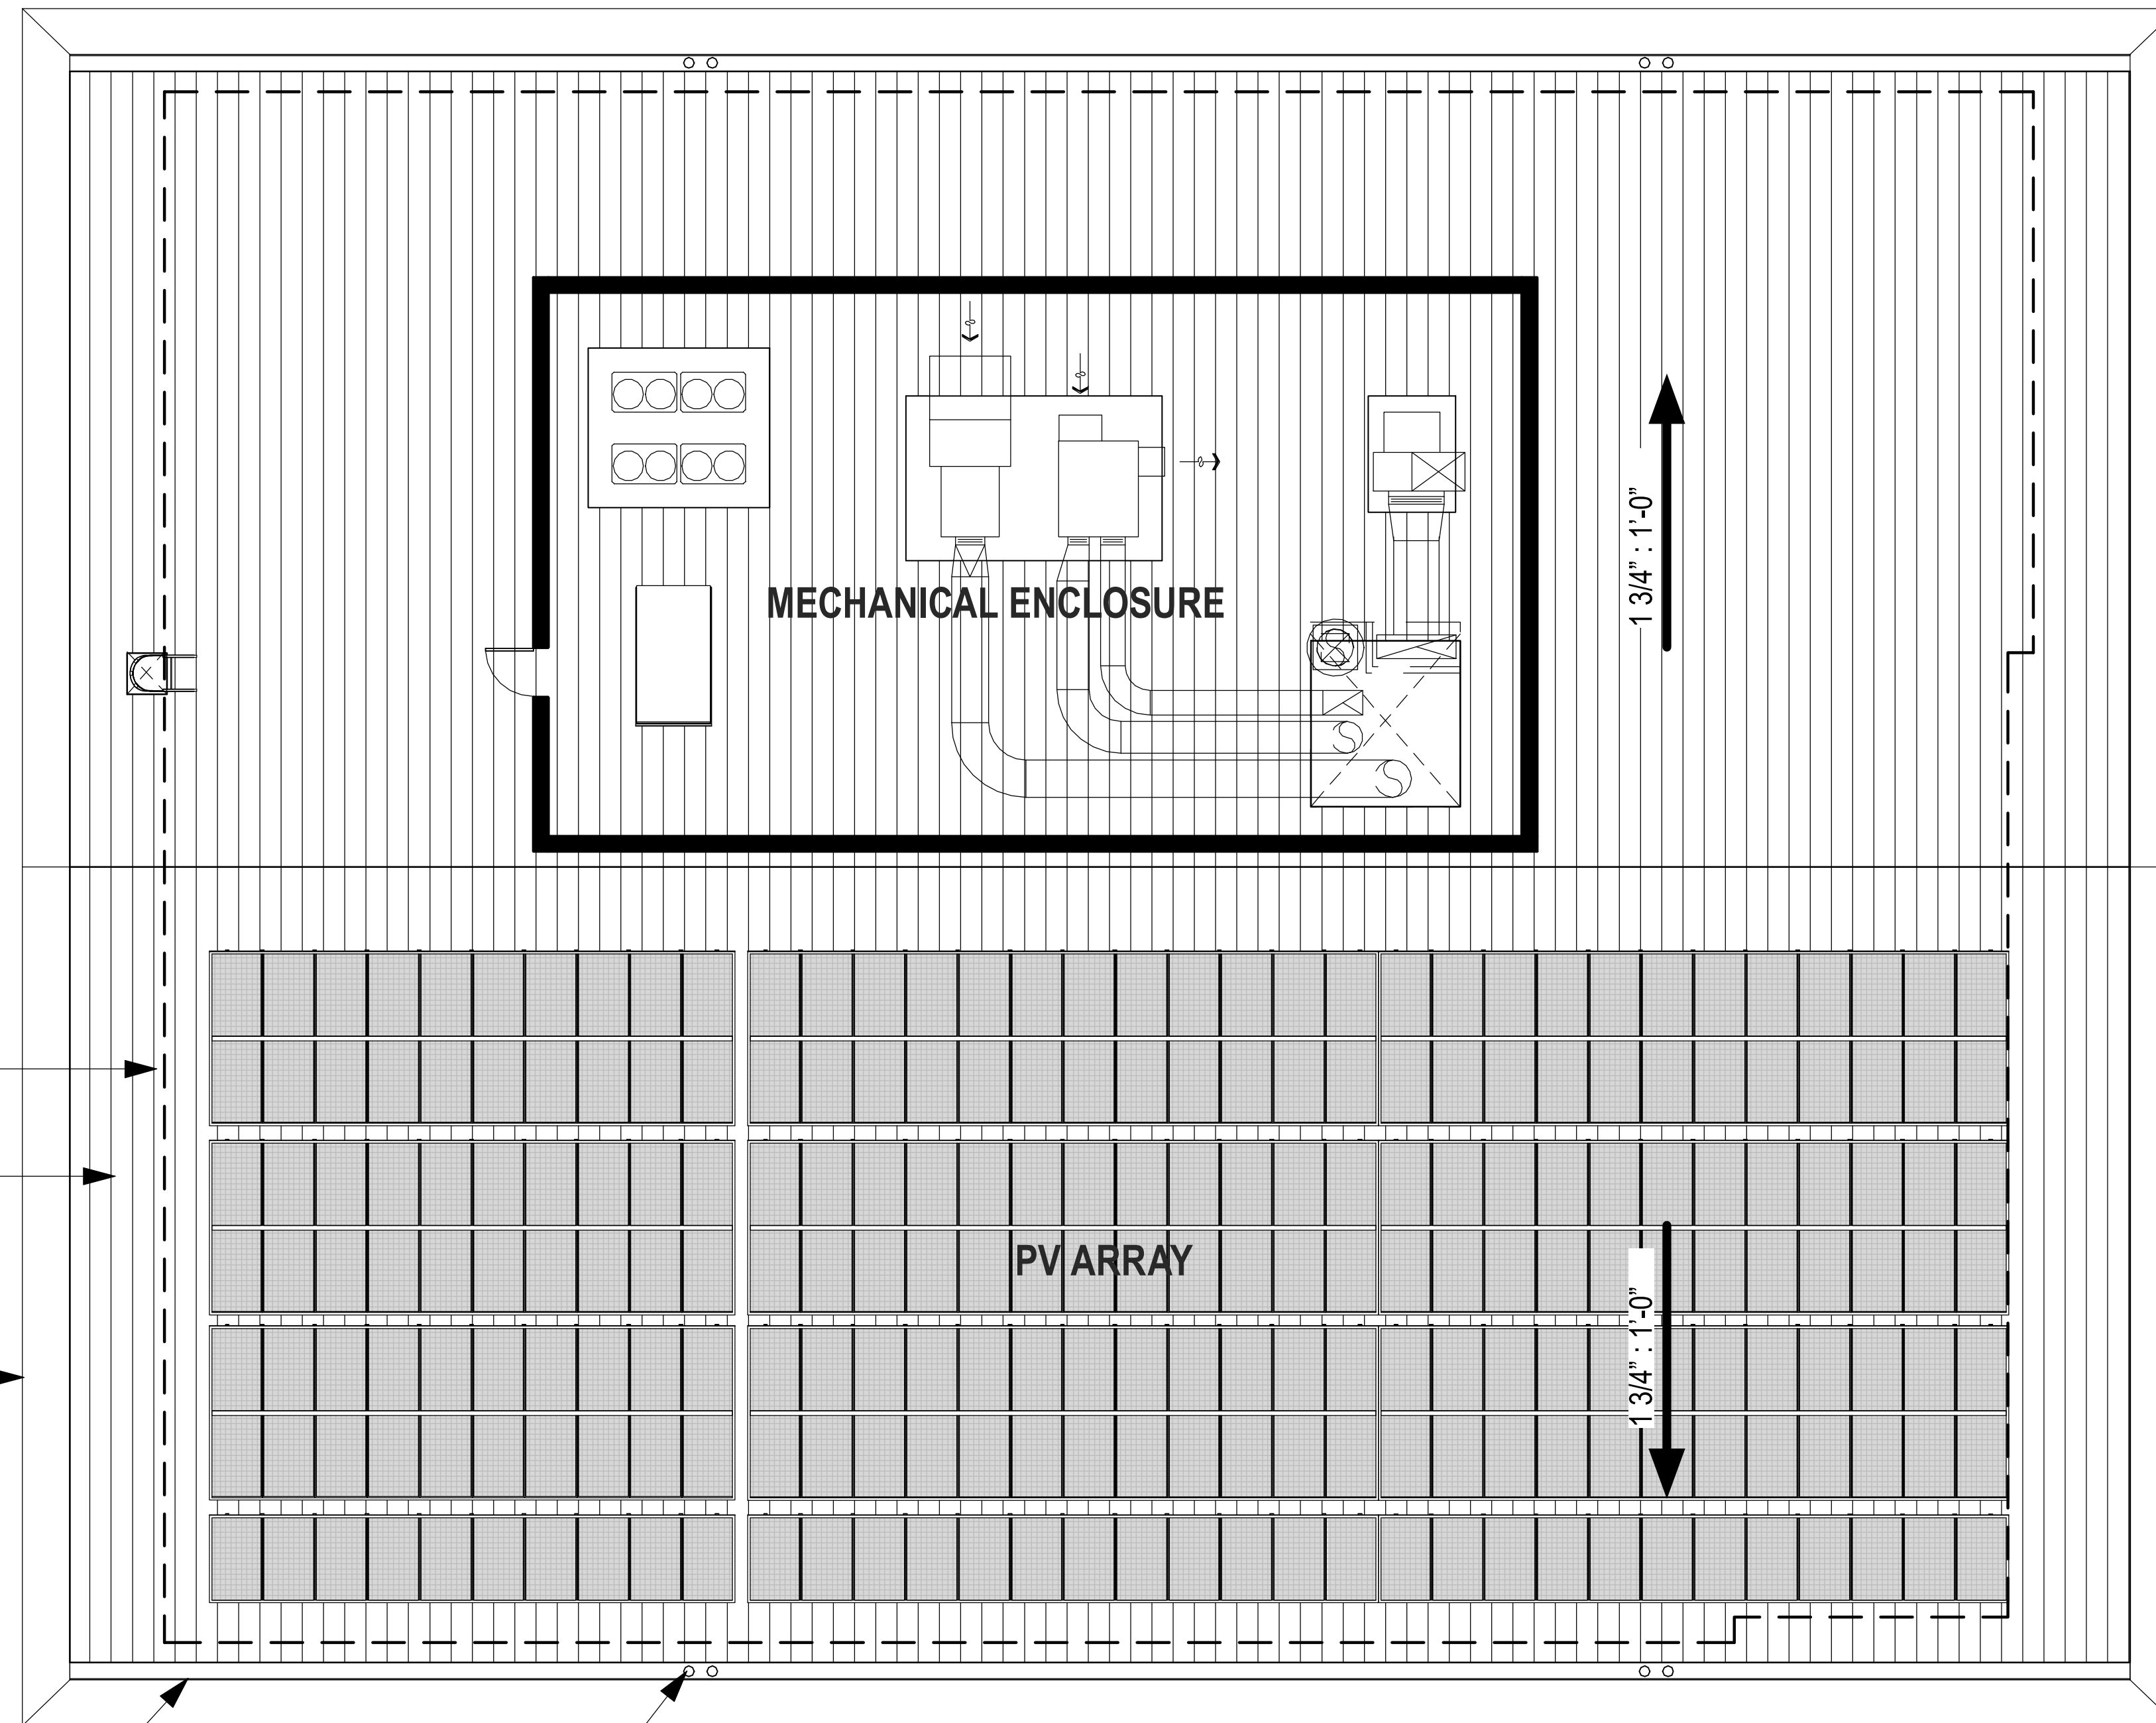 MECHANICAL ENCLOSURE
1 3/4” : 1’-0”
PV ARRAY
1 3/4” : 1’-0”